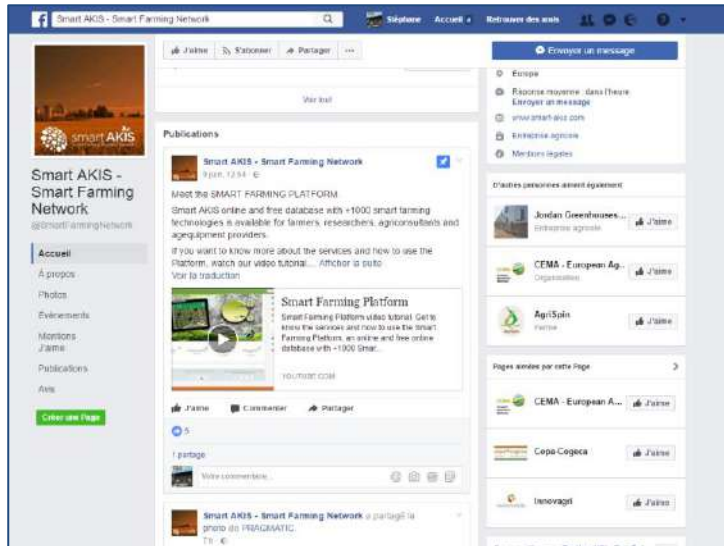 Smart AKIS - Smart Farming Network
Stéphane
Accueil
Retrouver des amis
J'aime
S'abonner
Partager
Envoyer un message
smart AKIS
Smart AKIS -
Smart Farming
Network
@SmartFarmingNetwork
Accueil
À propos
Photos
Évènements
Mentions
J'aime
Publications
Avis
Créer une Page
Voir tout
Publications
Smart AKIS - Smart Farming Network
9 juin, 12:54
Meet the SMART FARMING PLATFORM
Smart AKIS online and free database with +1000 smart farming
technologies is available for farmers, researchers, agriconsultants and
agequipment providers.
If you want to know more about the services and how to use the
Platform, watch our video tutorial.... Afficher la suite
Voir la traduction
Smart Farming Platform
Smart Farming Platform video tutorial. Get to
know the services and how to use the Smart
Farming Platform, an online and free online
database with +1000 Smar...
YOUTUBE.COM
J'aime
Commenter
Partager
5
1 partage
Votre commentaire...
Smart AKIS - Smart Farming Network a partagé la
photo de PRAGMATIC.
Europe
Réponse moyenne : dans l'heure
Envoyer un message
www.smart-akis.com
Entreprise agricole
Mentions légales
D'autres personnes aiment également
Jordan Greenhouses...
Entreprise agricole
J'aime
CEMA - European Ag...
Organisation
J'aime
AgriSpin
Ferme
J'aime
Pages aimées par cette Page
CEMA - European A...
J'aime
Copa-Cogeca
J'aime
Innovagri
J'aime